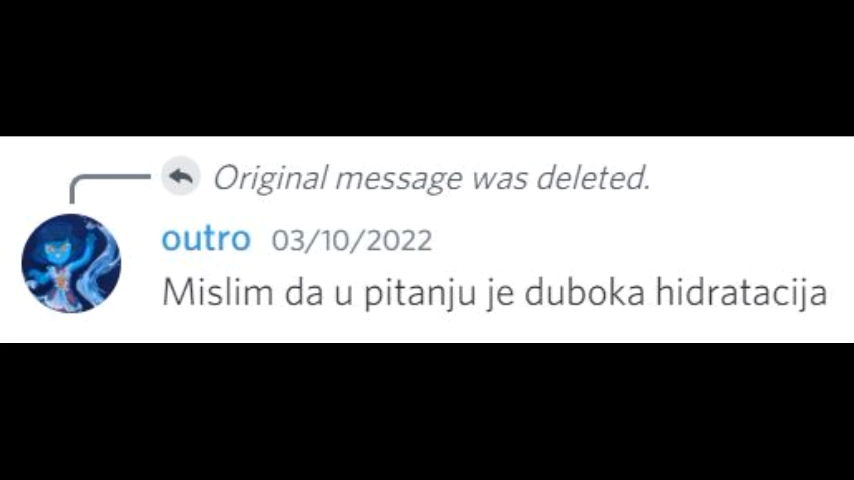 Original message was deleted.
outro 03/10/2022
Mislim da u pitanju je duboka hidratacija